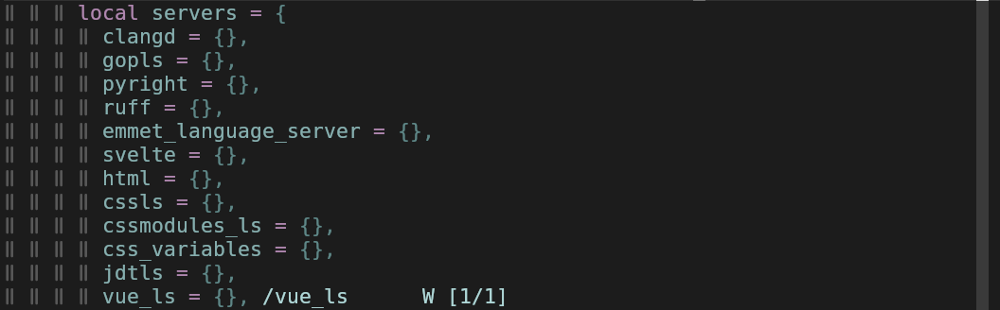 local servers = {
clangd = {},
gopls = {},
pyright = {},
ruff = {},
emmet_language_server = {},
svelte = {},
html = {},
cssls = {},
cssmodules_ls = {},
css_variables = {},
jdtls = {},
vue_ls = {}, /vue_ls W [1/1]